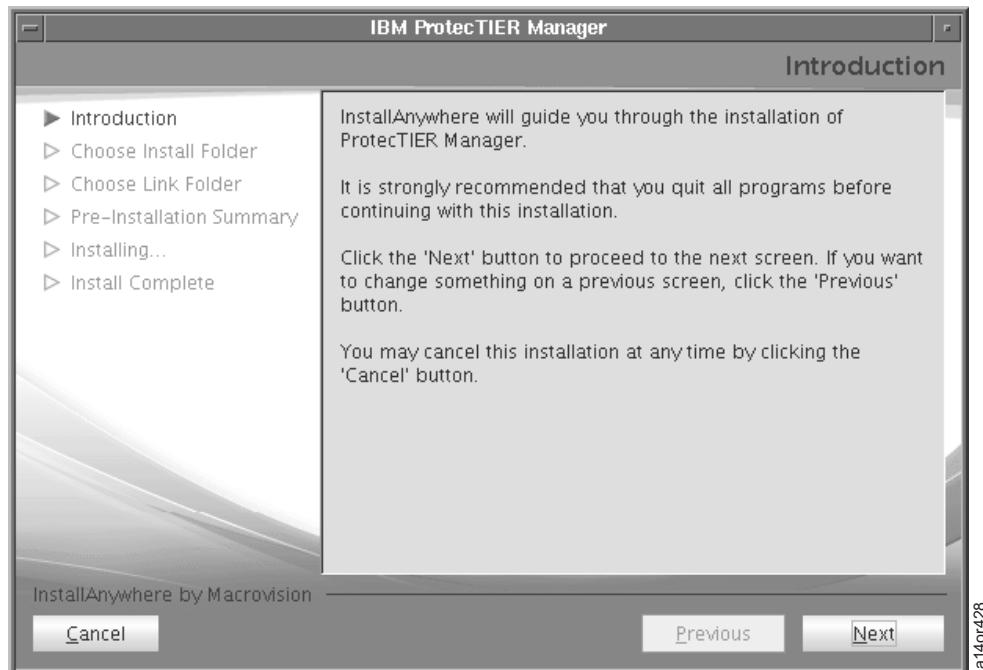 IBM ProtecTIER Manager
Introduction
Introduction
Choose Install Folder
Choose Link Folder
Pre-Installation Summary
Installing...
Install Complete
InstallAnywhere will guide you through the installation of
ProtecTIER Manager.
It is strongly recommended that you quit all programs before
continuing with this installation.
Click the 'Next' button to proceed to the next screen. If you want
to change something on a previous screen, click the 'Previous'
button.
You may cancel this installation at any time by clicking the
'Cancel' button.
InstallAnywhere by Macrovision
Cancel
Previous
Next
a14or428